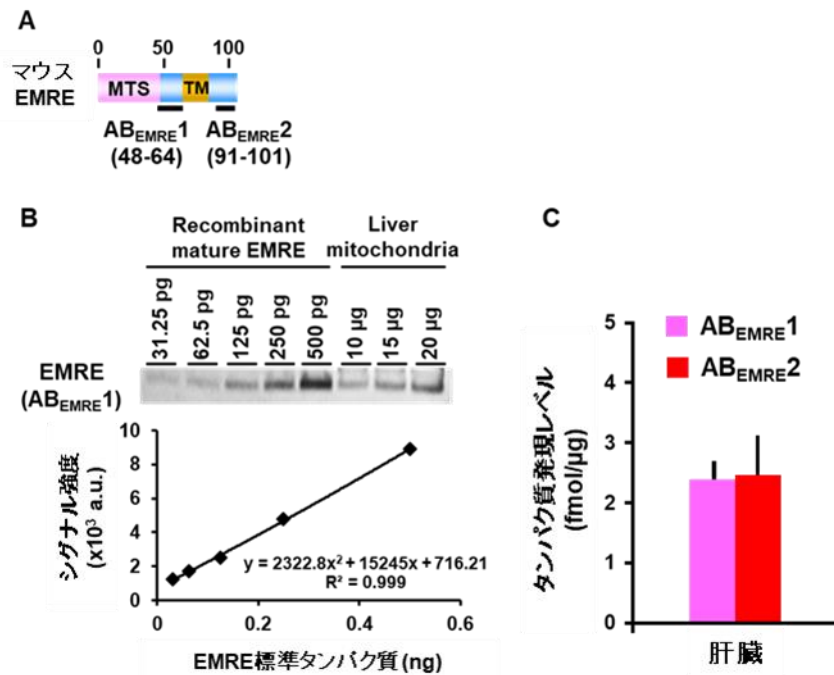 A
0 50 100
マウス
EMRE
MTS TM
AB_EMRE1 AB_EMRE2
(48-64) (91-101)
B
Recombinant
mature EMRE
Liver
mitochondria
31.25 pg
62.5 pg
125 pg
250 pg
500 pg
10 µg
15 µg
20 µg
EMRE
(AB_EMRE1)
シグナル強度
(x10³ a.u.)
10
8
6
4
2
0
y = 2322.8x² + 15245x + 716.21
R² = 0.999
0 0.2 0.4 0.6
EMRE標準タンパク質 (ng)
C
AB_EMRE1
AB_EMRE2
タンパク質発現レベル
(fmol/µg)
5
4
3
2
1
0
肝臓